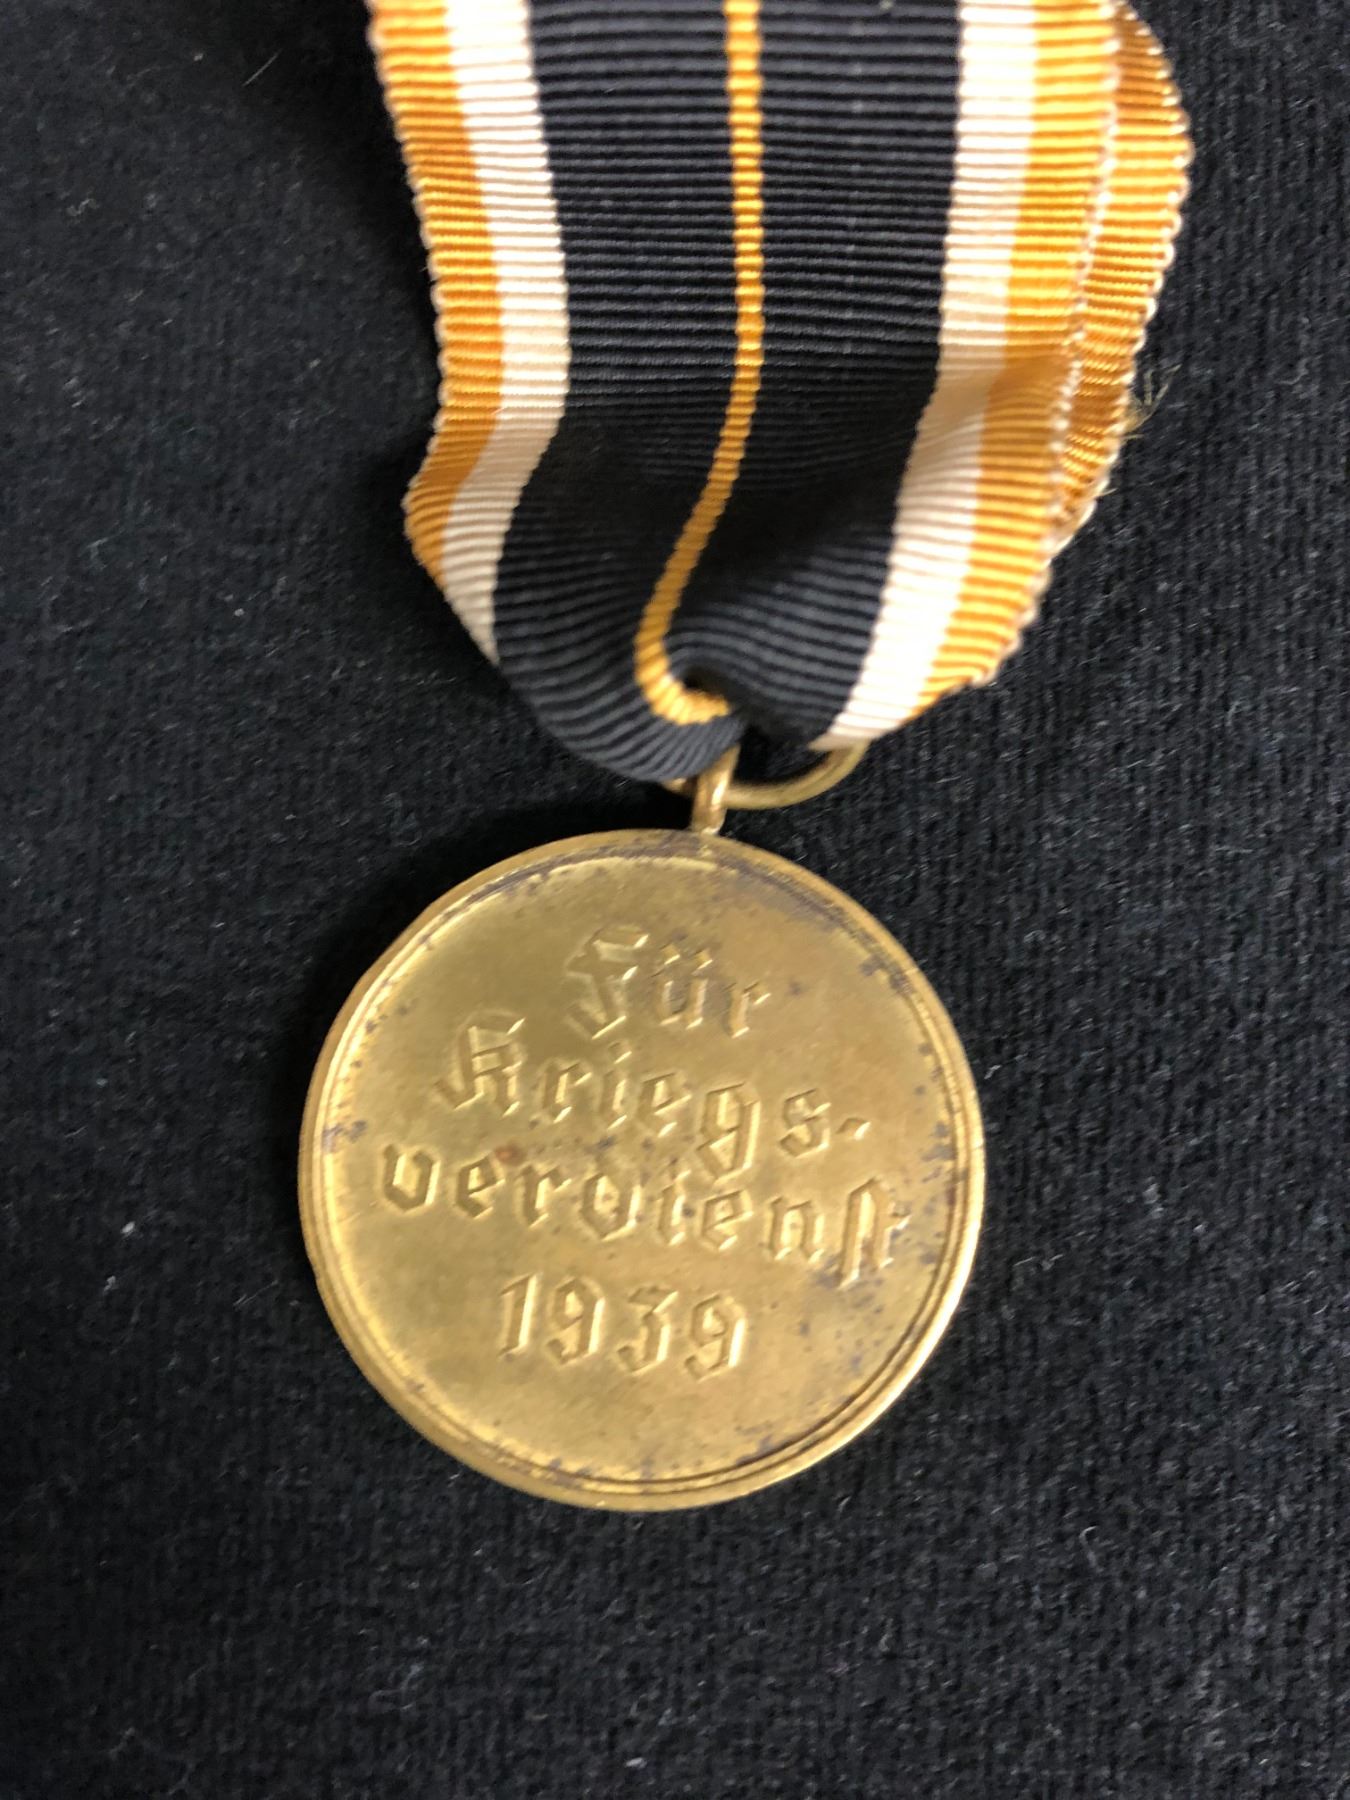 Für
Kriegs-
verdienst
1939